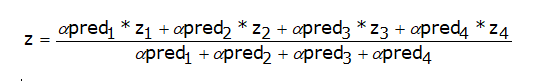 z = (αpred₁ * z₁ + αpred₂ * z₂ + αpred₃ * z₃ + αpred₄ * z₄) / (αpred₁ + αpred₂ + αpred₃ + αpred₄)